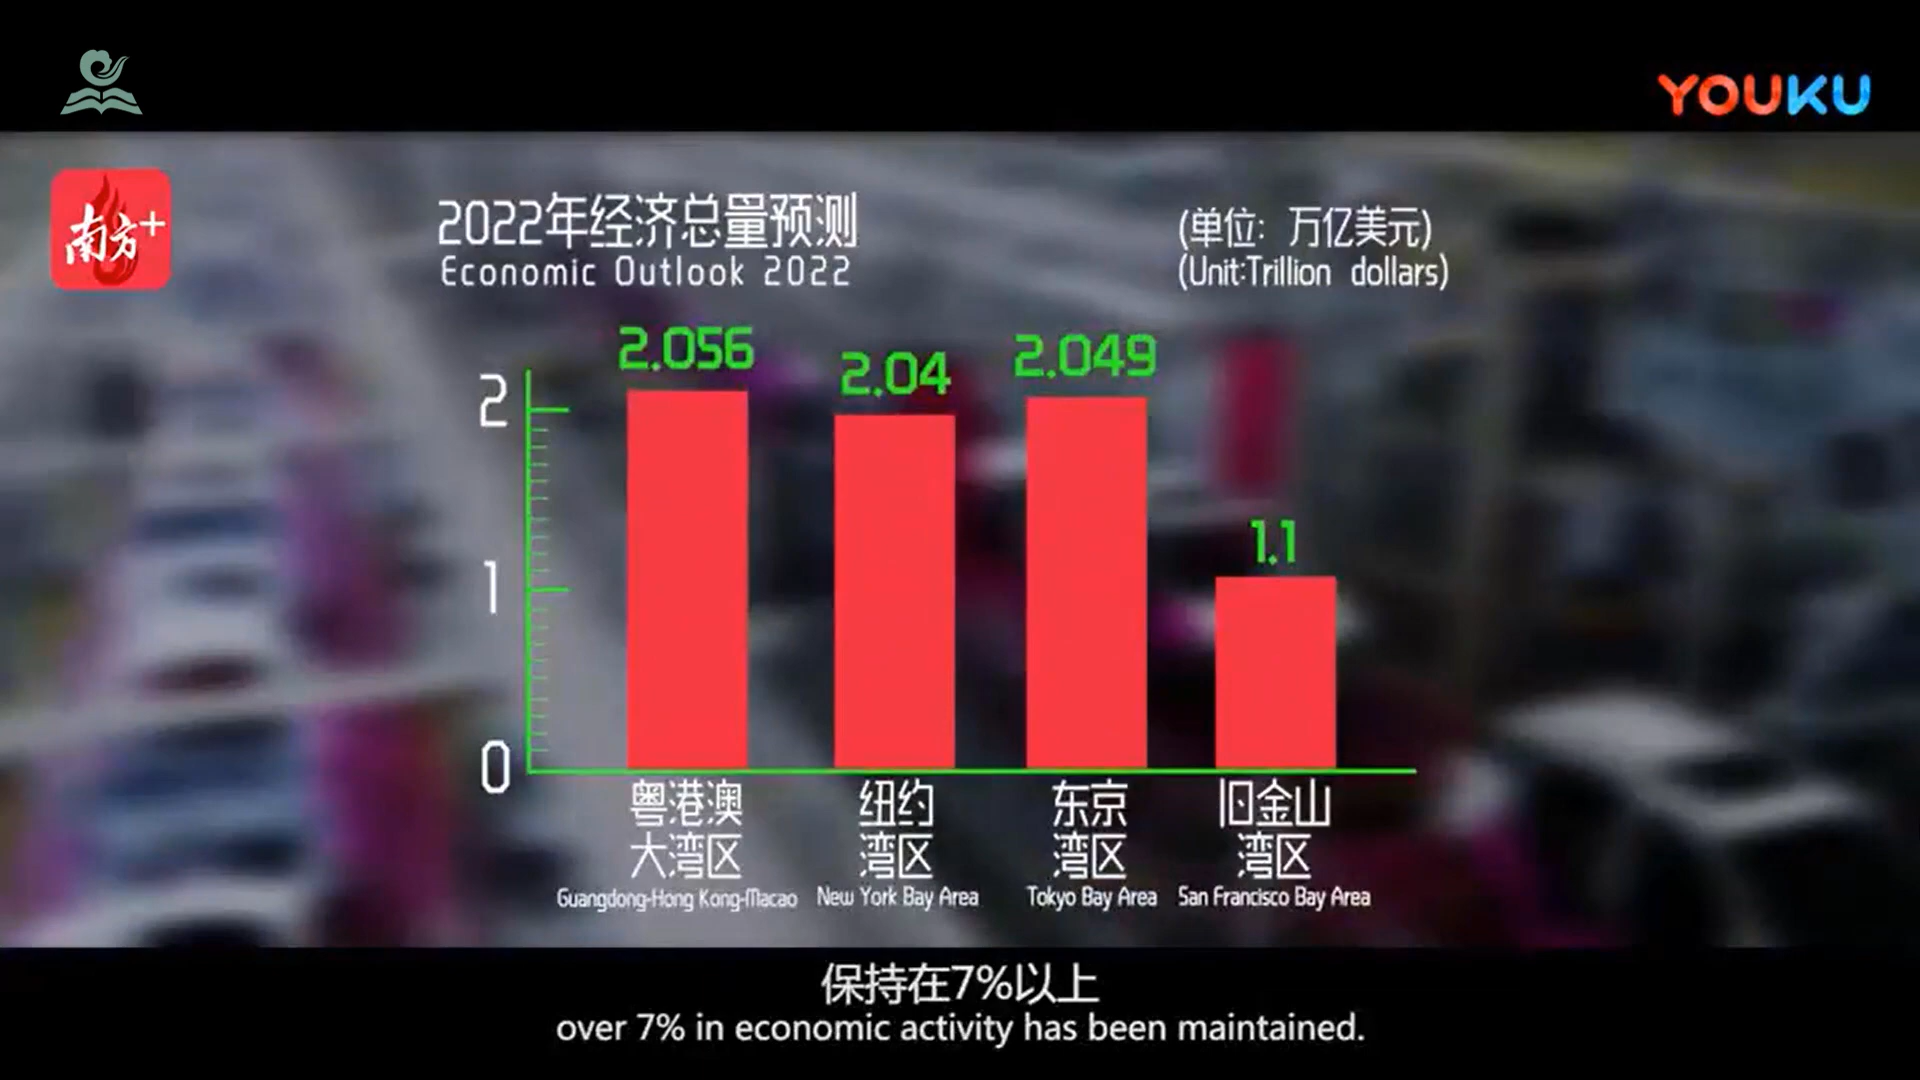 YOUKU
南方+
2022年经济总量预测
Economic Outlook 2022
(单位: 万亿美元)
(Unit:Trillion dollars)
2.056
2.04
2.049
1.1
2
1
0
粤港澳
大湾区
Guangdong-Hong Kong-Macao
纽约
湾区
New York Bay Area
东京
湾区
Tokyo Bay Area
旧金山
湾区
San Francisco Bay Area
保持在7%以上
over 7% in economic activity has been maintained.